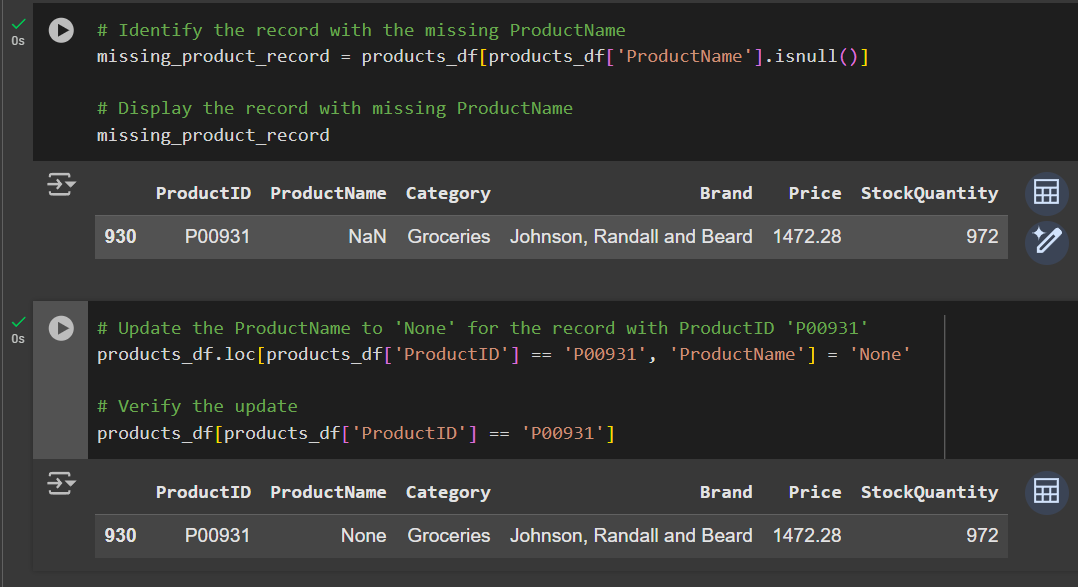 # Identify the record with the missing ProductName
0s
missing_product_record = products_df[products_df['ProductName'].isnull()]
# Display the record with missing ProductName
missing_product_record
ProductID ProductName Category Brand Price StockQuantity
930 P00931 NaN Groceries Johnson, Randall and Beard 1472.28 972
# Update the ProductName to 'None' for the record with ProductID 'P00931'
0s
products_df.loc[products_df['ProductID'] == 'P00931', 'ProductName'] = 'None'
# Verify the update
products_df[products_df['ProductID'] == 'P00931']
ProductID ProductName Category Brand Price StockQuantity
930 P00931 None Groceries Johnson, Randall and Beard 1472.28 972